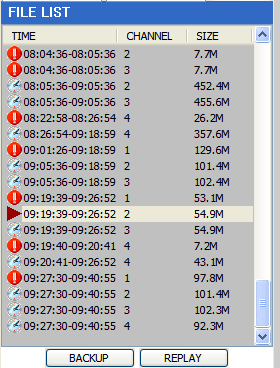 FILE LIST
TIME CHANNEL SIZE
08:04:36-08:05:36 2 7.7M
08:04:36-08:05:36 3 7.7M
08:05:36-09:05:36 2 452.4M
08:05:36-09:05:36 3 455.6M
08:22:58-08:26:54 4 26.2M
08:26:54-09:18:59 4 357.6M
09:01:26-09:18:59 1 129.6M
09:05:36-09:18:59 2 101.4M
09:05:36-09:18:59 3 102.4M
09:19:39-09:26:52 1 53.1M
09:19:39-09:26:52 2 54.9M
09:19:39-09:26:52 3 54.9M
09:19:40-09:20:41 4 7.2M
09:20:41-09:26:52 4 43.1M
09:27:30-09:40:55 1 97.8M
09:27:30-09:40:55 2 101.4M
09:27:30-09:40:55 3 102.3M
09:27:30-09:40:55 4 92.3M
BACKUP REPLAY